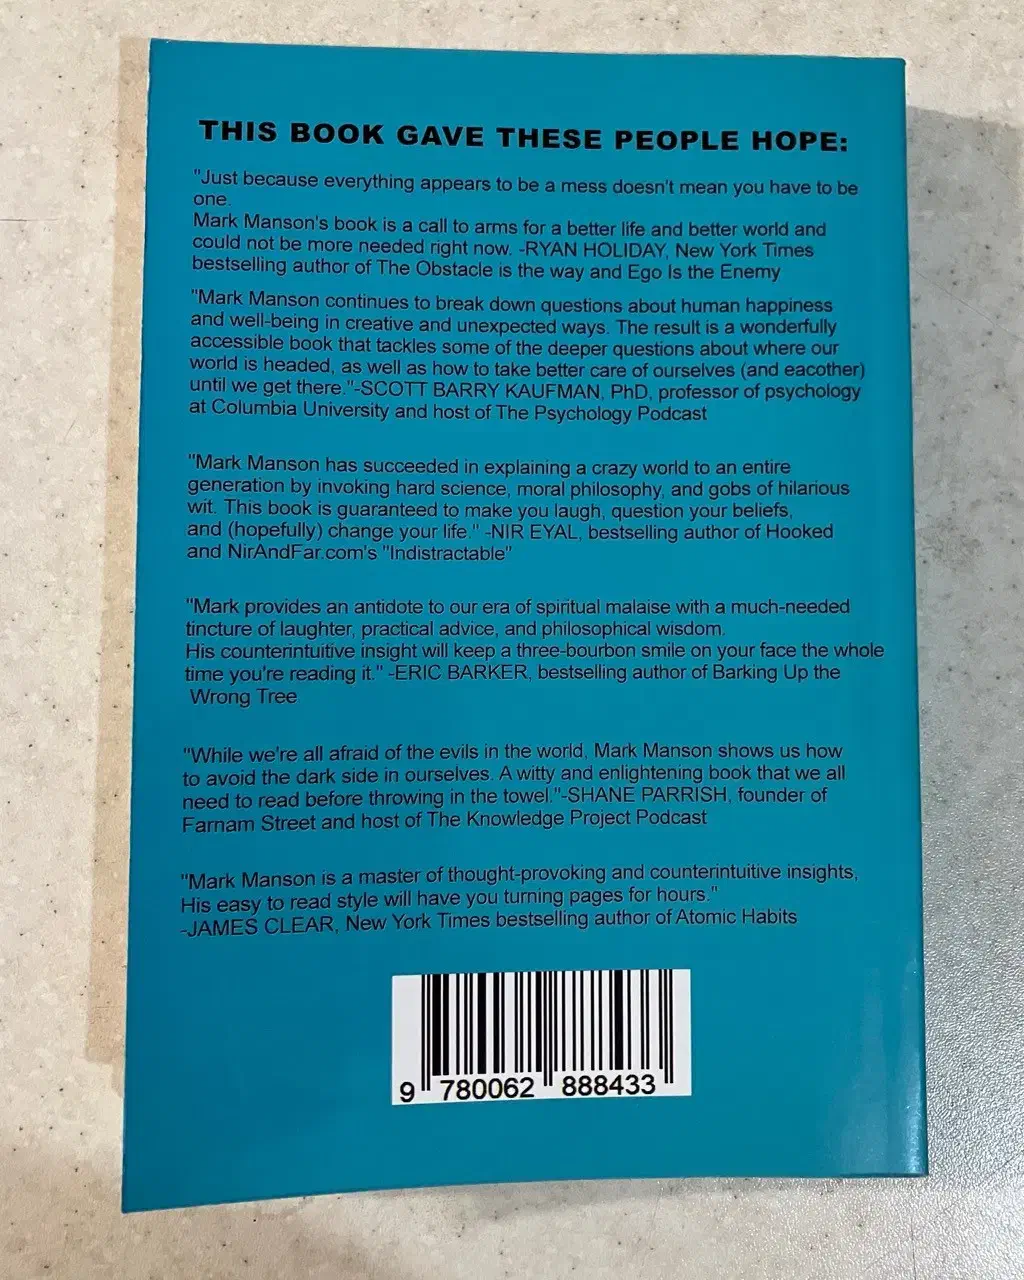 THIS BOOK GAVE THESE PEOPLE HOPE:
"Just because everything appears to be a mess doesn't mean you have to be
one.
Mark Manson's book is a call to arms for a better life and better world and
could not be more needed right now. -RYAN HOLIDAY, New York Times
bestselling author of The Obstacle is the way and Ego Is the Enemy
"Mark Manson continues to break down questions about human happiness
and well-being in creative and unexpected ways. The result is a wonderfully
accessible book that tackles some of the deeper questions about where our
world is headed, as well as how to take better care of ourselves (and eacother)
until we get there."-SCOTT BARRY KAUFMAN, PhD, professor of psychology
at Columbia University and host of The Psychology Podcast
"Mark Manson has succeeded in explaining a crazy world to an entire
generation by invoking hard science, moral philosophy, and gobs of hilarious
wit. This book is guaranteed to make you laugh, question your beliefs,
and (hopefully) change your life." -NIR EYAL, bestselling author of Hooked
and NirAndFar.com's "Indistractable"
"Mark provides an antidote to our era of spiritual malaise with a much-needed
tincture of laughter, practical advice, and philosophical wisdom.
His counterintuitive insight will keep a three-bourbon smile on your face the whole
time you're reading it." -ERIC BARKER, bestselling author of Barking Up the
Wrong Tree
"While we're all afraid of the evils in the world, Mark Manson shows us how
to avoid the dark side in ourselves. A witty and enlightening book that we all
need to read before throwing in the towel."-SHANE PARRISH, founder of
Farnam Street and host of The Knowledge Project Podcast
"Mark Manson is a master of thought-provoking and counterintuitive insights,
His easy to read style will have you turning pages for hours."
-JAMES CLEAR, New York Times bestselling author of Atomic Habits
9 780062 888433